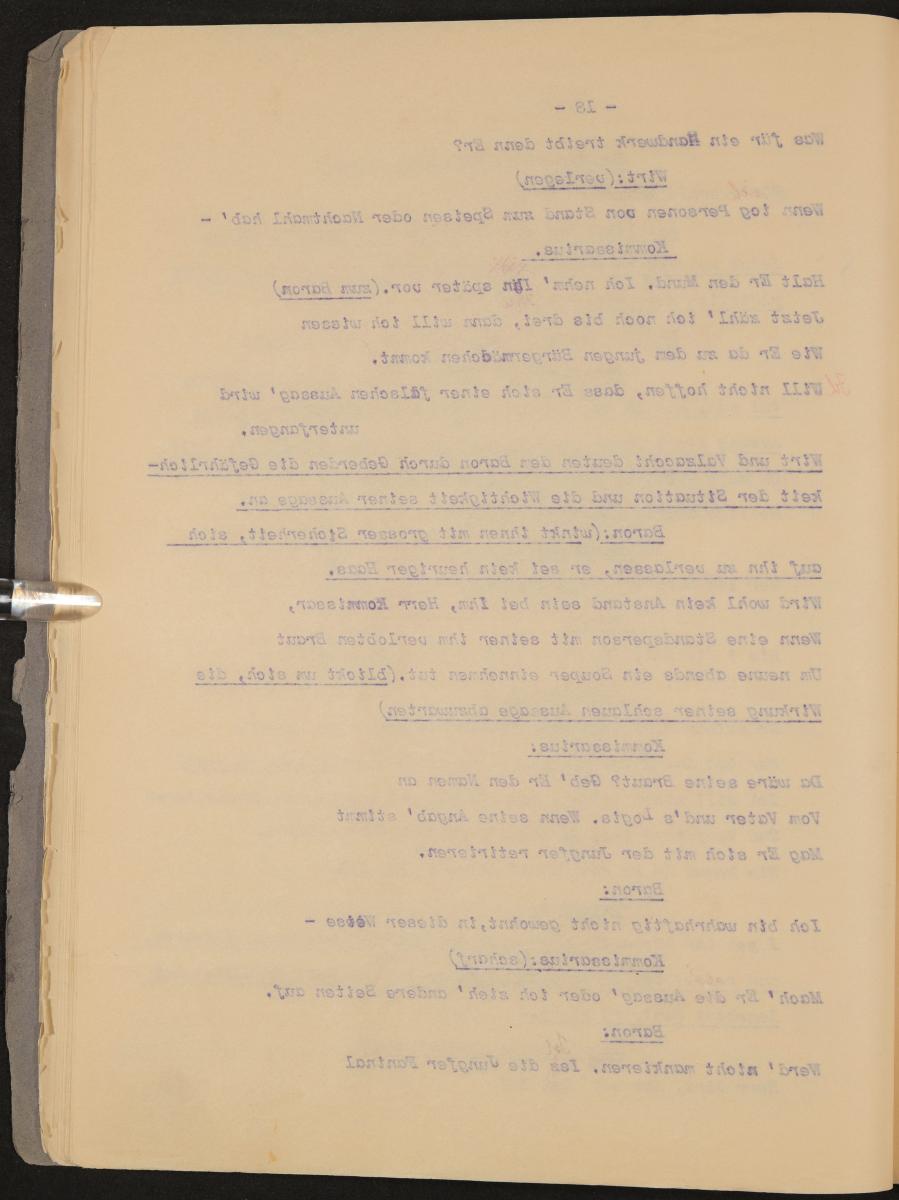 - 18 -
Was für ein Handwerk treibt denn Er?
Wirt:(verlegen)
Wenn iog Personen von Stand zum Speisen oder Nachtmahl hab' -
Kommissarius.
Halt Er den Mund. Ich nehm' Ihn später vor.(zum Baron)
Jetzt zähl' ich noch bis drei, dann will ich wissen
Wie Er da zu dem jungen Bürgermädchen kommt.
Will nicht hoffen, dass Er sich einer falschen Aussag' wird
unterfangen.
Wirt und Valzacchi deuten dem Baron durch Geberden die Gefährlich-
keit der Situation und die Wichtigkeit seiner Aussage an.
Baron:(winkt ihnen mit grosser Sicherheit, sich
auf ihn zu verlassen, er sei kein heuriger Haas.
Wird wohl kein Anstand sein bei Ihm, Herr Kommissar,
Wenn eine Standsperson mit seiner ihm verlobten Braut
Um neune abends ein Souper einnehmen tut.(blickt um sich, die
Wirkung seiner schlauen Aussage abzuwarten)
Kommissarius:
Da wäre seine Braut? Geb' Er den Namen an
Vom Vater und's Logis. Wenn seine Angab' stimmt
Mag Er sich mit der Jungfer retirieren.
Baron:
Ich bin wahrhaftig nicht gewohnt,in dieser Weise -
Kommissarius:(scharf)
Mach' Er die Aussag' oder ich zieh' andere Seiten auf.
Baron:
Werd' nicht mankieren. Ies die Jungfer Faninal